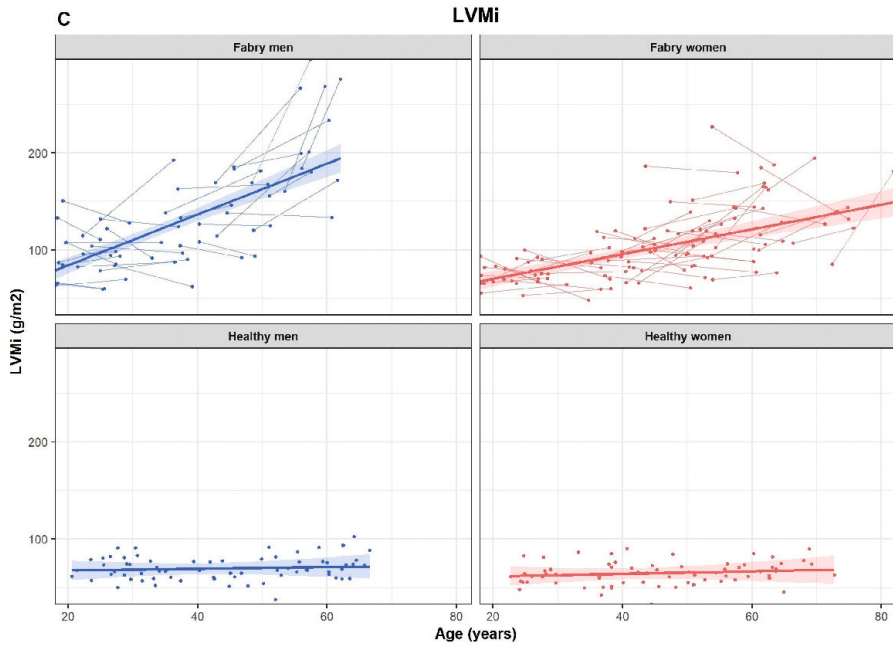 C
LVMi
Fabry men
Fabry women
200
100
Healthy men
Healthy women
200
100
LVMi (g/m2)
20 40 60 80
20 40 60 80
Age (years)